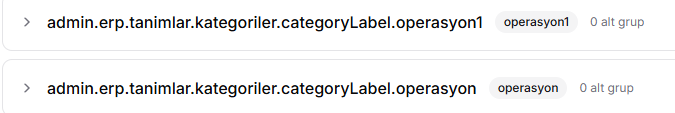 admin.erp.tanimlar.kategoriler.categoryLabel.operasyon1 operasyon1 0 alt grup
admin.erp.tanimlar.kategoriler.categoryLabel.operasyon operasyon 0 alt grup